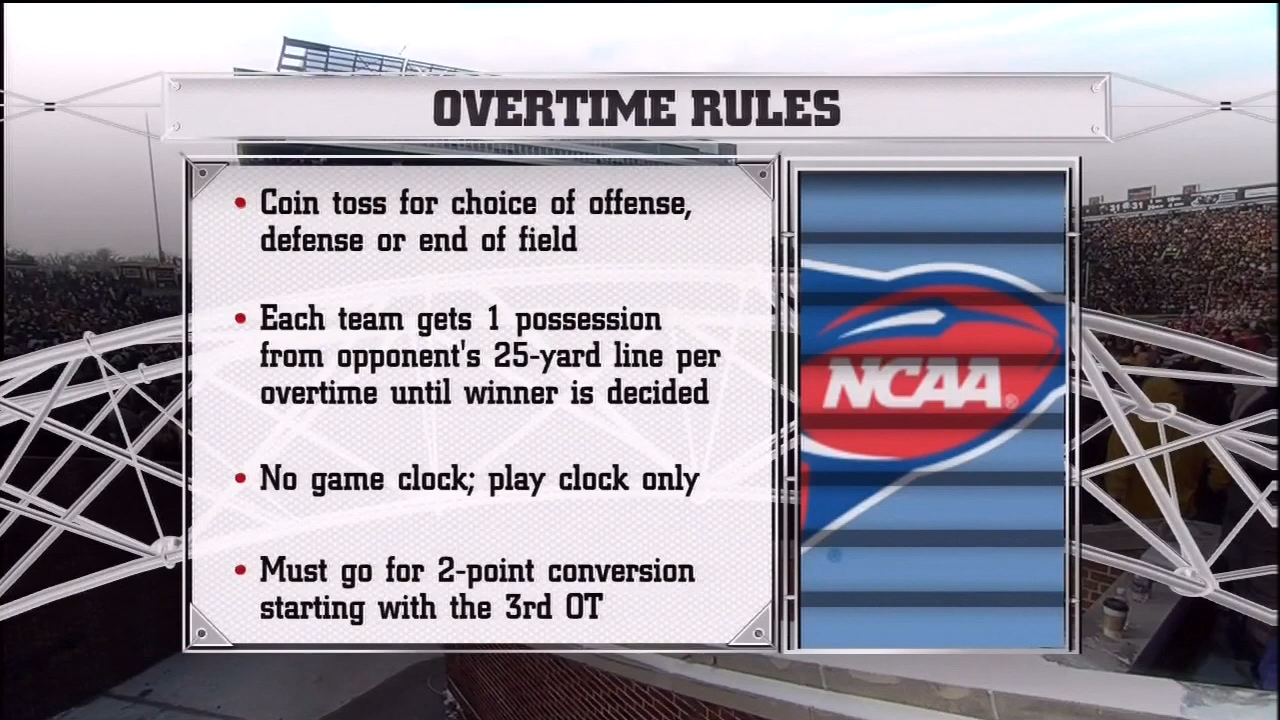 OVERTIME RULES
• Coin toss for choice of offense,
defense or end of field
• Each team gets 1 possession
from opponent's 25-yard line per
overtime until winner is decided
• No game clock; play clock only
• Must go for 2-point conversion
starting with the 3rd OT
NCAA®